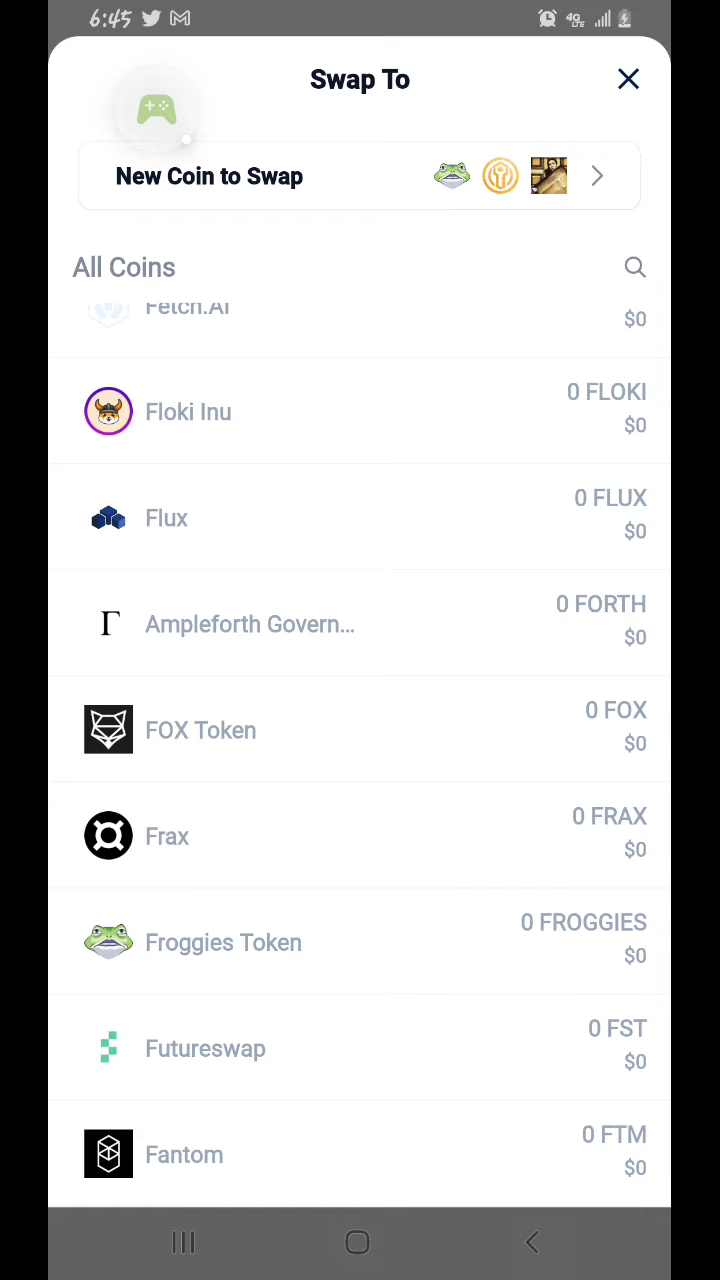 6:45
4G LTE
Swap To
New Coin to Swap
All Coins
Fetch.AI
$0
Floki Inu
0 FLOKI
$0
Flux
0 FLUX
$0
Ampleforth Govern...
0 FORTH
$0
FOX Token
0 FOX
$0
Frax
0 FRAX
$0
Froggies Token
0 FROGGIES
$0
Futureswap
0 FST
$0
Fantom
0 FTM
$0